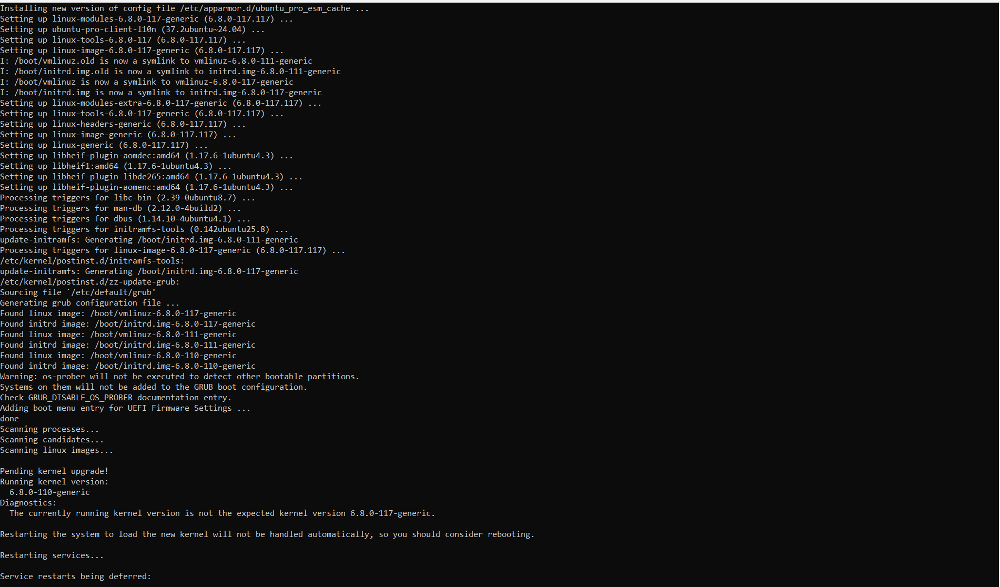 Installing new version of config file /etc/apparmor.d/ubuntu_pro_esm_cache ...
Setting up linux-modules-6.8.0-117-generic (6.8.0-117.117) ...
Setting up ubuntu-pro-client-l10n (37.2ubuntu~24.04) ...
Setting up linux-tools-6.8.0-117 (6.8.0-117.117) ...
Setting up linux-image-6.8.0-117-generic (6.8.0-117.117) ...
I: /boot/vmlinuz.old is now a symlink to vmlinuz-6.8.0-111-generic
I: /boot/initrd.img.old is now a symlink to initrd.img-6.8.0-111-generic
I: /boot/vmlinuz is now a symlink to vmlinuz-6.8.0-117-generic
I: /boot/initrd.img is now a symlink to initrd.img-6.8.0-117-generic
Setting up linux-modules-extra-6.8.0-117-generic (6.8.0-117.117) ...
Setting up linux-tools-6.8.0-117-generic (6.8.0-117.117) ...
Setting up linux-headers-generic (6.8.0-117.117) ...
Setting up linux-image-generic (6.8.0-117.117) ...
Setting up linux-generic (6.8.0-117.117) ...
Setting up libheif-plugin-aomdec:amd64 (1.17.6-1ubuntu4.3) ...
Setting up libheif1:amd64 (1.17.6-1ubuntu4.3) ...
Setting up libheif-plugin-libde265:amd64 (1.17.6-1ubuntu4.3) ...
Setting up libheif-plugin-aomenc:amd64 (1.17.6-1ubuntu4.3) ...
Processing triggers for libc-bin (2.39-0ubuntu8.7) ...
Processing triggers for man-db (2.12.0-4build2) ...
Processing triggers for dbus (1.14.10-4ubuntu4.1) ...
Processing triggers for initramfs-tools (0.142ubuntu25.8) ...
update-initramfs: Generating /boot/initrd.img-6.8.0-111-generic
Processing triggers for linux-image-6.8.0-117-generic (6.8.0-117.117) ...
/etc/kernel/postinst.d/initramfs-tools:
update-initramfs: Generating /boot/initrd.img-6.8.0-117-generic
/etc/kernel/postinst.d/zz-update-grub:
Sourcing file `/etc/default/grub'
Generating grub configuration file ...
Found linux image: /boot/vmlinuz-6.8.0-117-generic
Found initrd image: /boot/initrd.img-6.8.0-117-generic
Found linux image: /boot/vmlinuz-6.8.0-111-generic
Found initrd image: /boot/initrd.img-6.8.0-111-generic
Found linux image: /boot/vmlinuz-6.8.0-110-generic
Found initrd image: /boot/initrd.img-6.8.0-110-generic
Warning: os-prober will not be executed to detect other bootable partitions.
Systems on them will not be added to the GRUB boot configuration.
Check GRUB_DISABLE_OS_PROBER documentation entry.
Adding boot menu entry for UEFI Firmware Settings ...
done
Scanning processes...
Scanning candidates...
Scanning linux images...

Pending kernel upgrade!
Running kernel version:
  6.8.0-110-generic
Diagnostics:
  The currently running kernel version is not the expected kernel version 6.8.0-117-generic.

Restarting the system to load the new kernel will not be handled automatically, so you should consider rebooting.

Restarting services...

Service restarts being deferred: